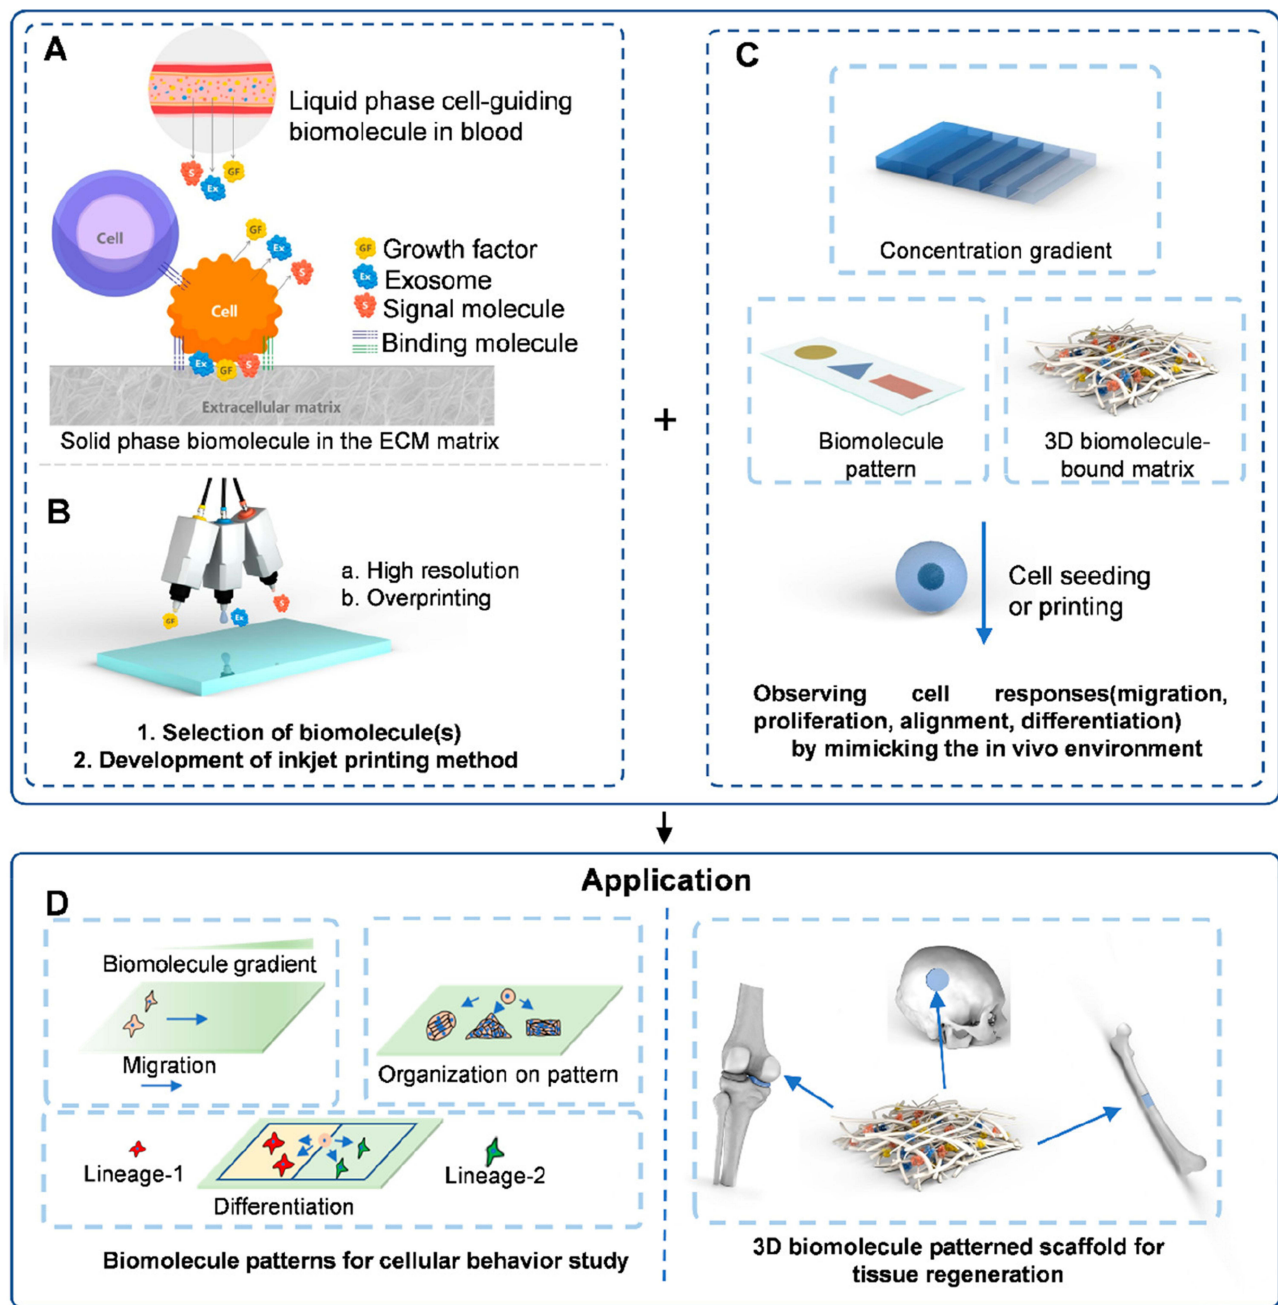 A
Liquid phase cell-guiding
biomolecule in blood
S
Ex
GF
Cell
GF
Ex
S
Cell
GF Growth factor
Ex Exosome
S Signal molecule
Binding molecule
Ex
GF
S
Extracellular matrix
Solid phase biomolecule in the ECM matrix
B
a. High resolution
b. Overprinting
GF
Ex
S
1. Selection of biomolecule(s)
2. Development of inkjet printing method
+
C
Concentration gradient
Biomolecule
pattern
3D biomolecule-
bound matrix
Cell seeding
or printing
Observing cell responses(migration,
proliferation, alignment, differentiation)
by mimicking the in vivo environment
Application
D
Biomolecule gradient
Migration
Organization on pattern
Lineage-1
Lineage-2
Differentiation
Biomolecule patterns for cellular behavior study
3D biomolecule patterned scaffold for
tissue regeneration